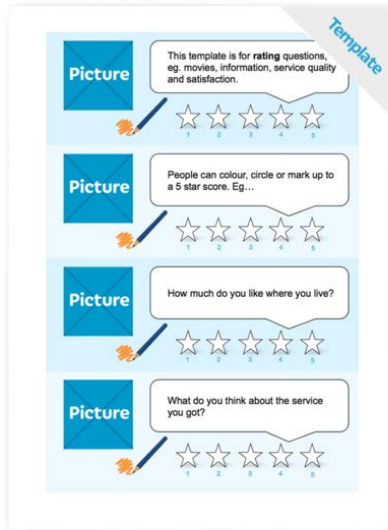 Template
Picture
This template is for rating questions,
eg. movies, information, service quality
and satisfaction.
1 2 3 4 5
Picture
People can colour, circle or mark up to
a 5 star score. Eg…
1 2 3 4 5
Picture
How much do you like where you live?
1 2 3 4 5
Picture
What do you think about the service
you got?
1 2 3 4 5